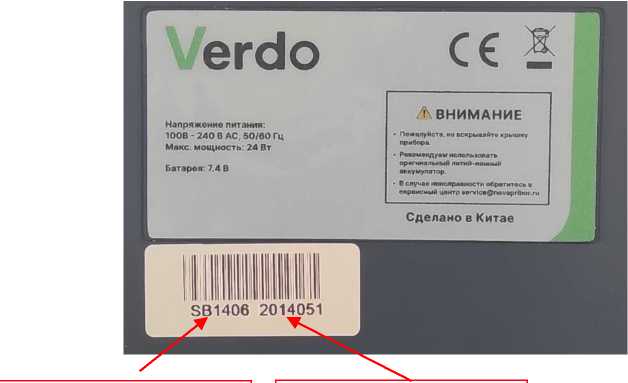 Verdo
CE
Напряжение питания:
100В - 240 В AC, 50/60 Гц
Макс. мощность: 24 Вт
Батарея: 7.4 В
⚠ ВНИМАНИЕ
• Пожалуйста, не вскрывайте крышку
прибора.
• Рекомендуем использовать
оригинальный литий-ионный
аккумулятор.
• В случае неисправности обратитесь в
сервисный центр service@novapribor.ru
Сделано в Китае
SB1406 2014051